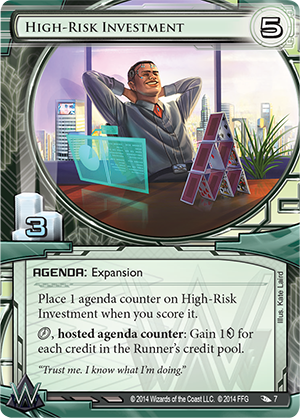 High-Risk Investment
5
3
AGENDA: Expansion
Place 1 agenda counter on High-Risk
Investment when you score it.
, hosted agenda counter: Gain 1 for
each credit in the Runner's credit pool.
"Trust me. I know what I'm doing."
Illus. Kate Laird
© 2014 Wizards of the Coast LLC. © 2014 FFG 7